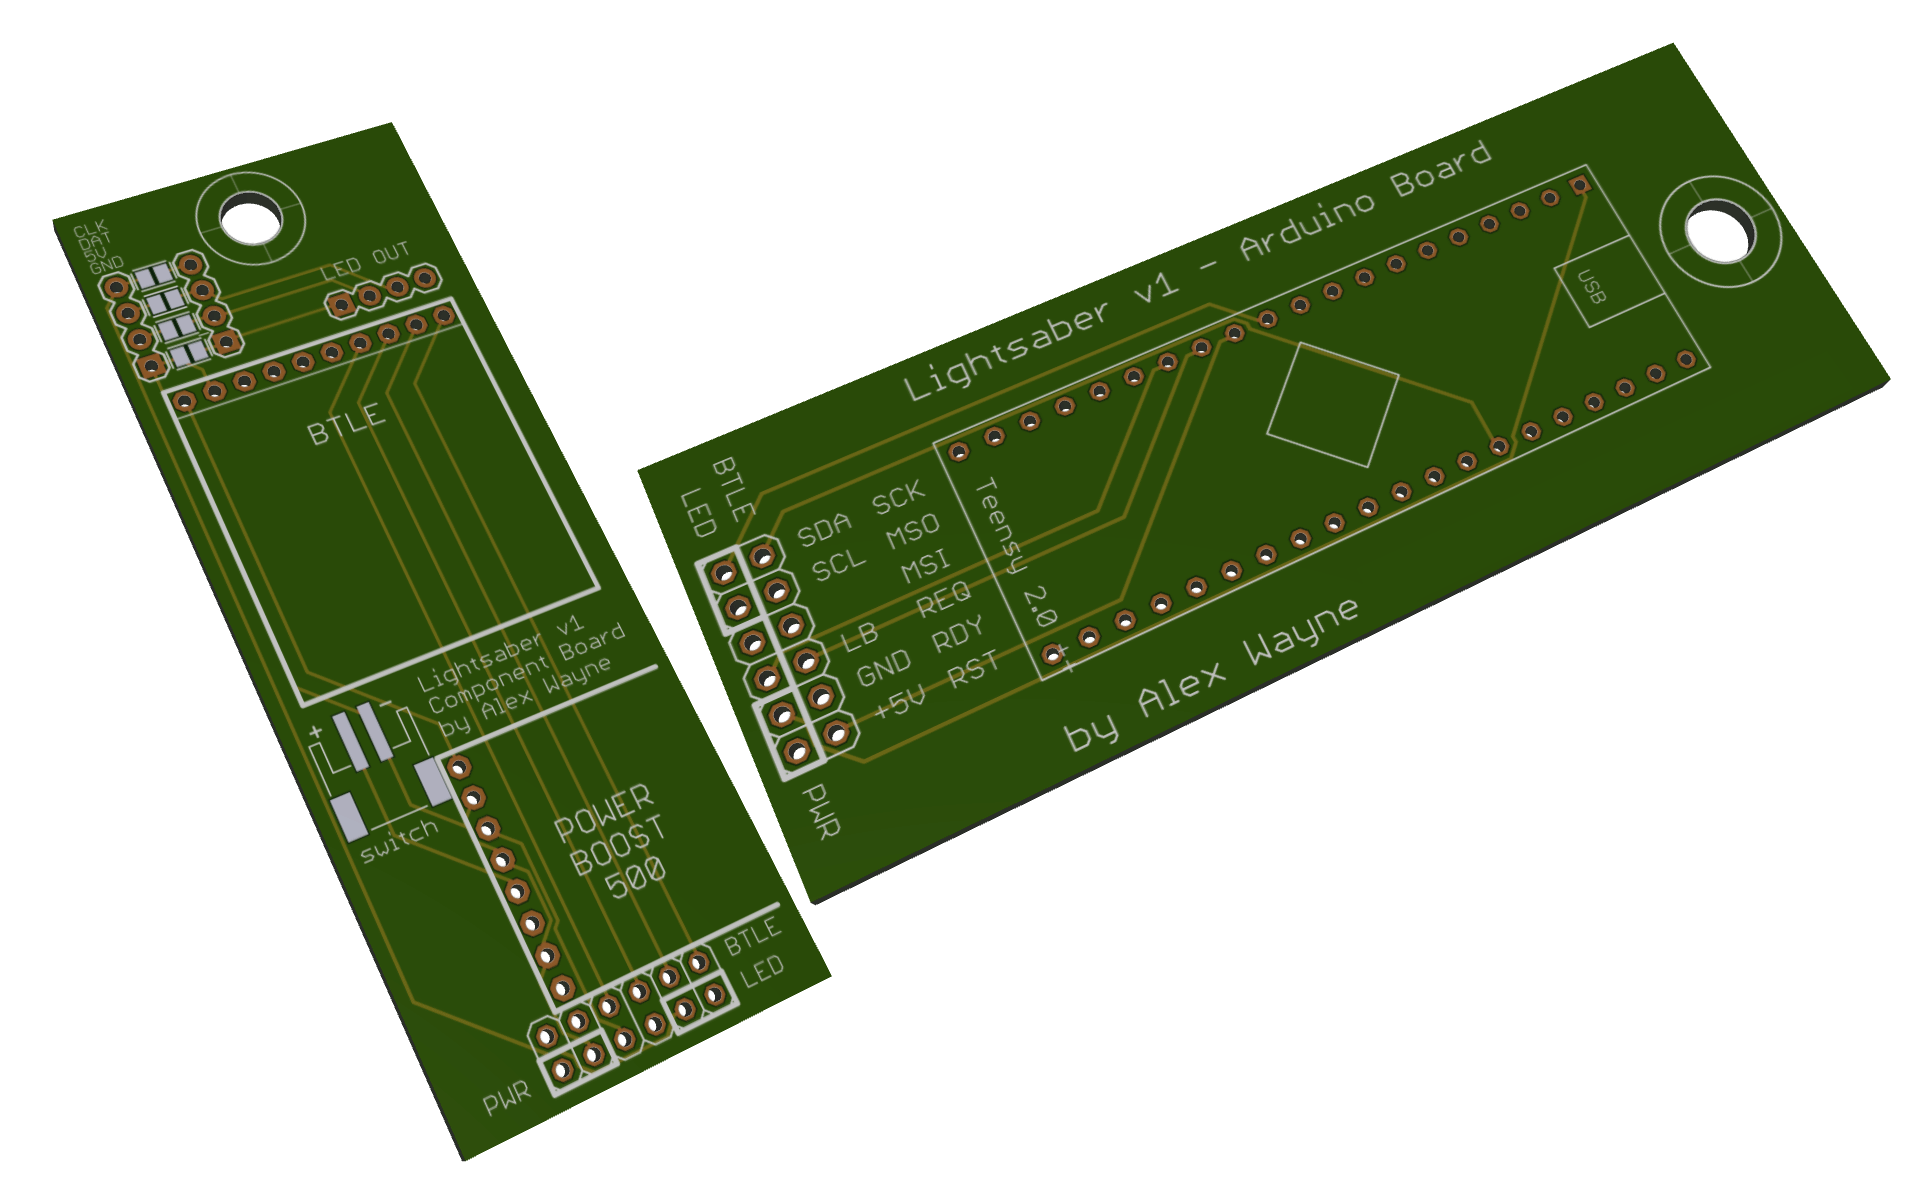 CLK
DAT
5V
GND
LED OUT
BTLE
Lightsaber v1
Component Board
by Alex Wayne
+ -
switch
POWER
BOOST
500
BTLE
LED
PWR
Lightsaber v1 - Arduino Board
BTLE
LED
SDA SCK
SCL MSO
MSI
LB REQ
GND RDY
+5V RST
PWR
Teensy 2.0
++
USB
by Alex Wayne